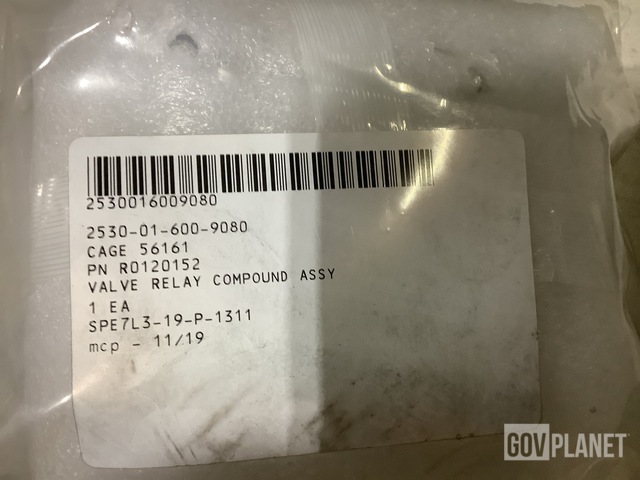 2530016009080
2530-01-600-9080
CAGE 56161
PN R0120152
VALVE RELAY COMPOUND ASSY
1 EA
SPE7L3-19-P-1311
mcp - 11/19
GOVPLANET